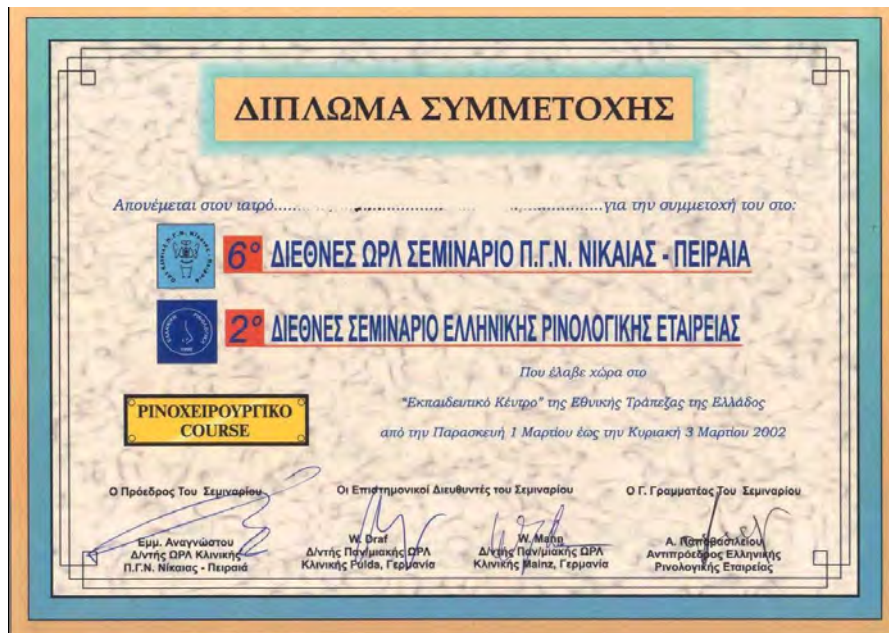 ΔΙΠΛΩΜΑ ΣΥΜΜΕΤΟΧΗΣ
Απονέμεται στον ιατρό..............................για την συμμετοχή του στο:
6° ΔΙΕΘΝΕΣ ΩΡΛ ΣΕΜΙΝΑΡΙΟ Π.Γ.Ν. ΝΙΚΑΙΑΣ - ΠΕΙΡΑΙΑ
2° ΔΙΕΘΝΕΣ ΣΕΜΙΝΑΡΙΟ ΕΛΛΗΝΙΚΗΣ ΡΙΝΟΛΟΓΙΚΗΣ ΕΤΑΙΡΕΙΑΣ
Που έλαβε χώρα στο
"Εκπαιδευτικό Κέντρο" της Εθνικής Τράπεζας της Ελλάδος
από την Παρασκευή 1 Μαρτίου έως την Κυριακή 3 Μαρτίου 2002
ΡΙΝΟΧΕΙΡΟΥΡΓΙΚΟ
COURSE
Ο Πρόεδρος Του Σεμιναρίου
Εμμ. Αναγνώστου
Δ/ντής ΩΡΛ Κλινικής
Π.Γ.Ν. Νίκαιας - Πειραιά
Οι Επιστημονικοί Διευθυντές του Σεμιναρίου
W. Draf
Δ/ντής Παν/μιακής ΩΡΛ
Κλινικής Fulda, Γερμανία
W. Mann
Δ/ντής Παν/μιακής ΩΡΛ
Κλινικής Mainz, Γερμανία
Ο Γ. Γραμματέας Του Σεμιναρίου
Α. Παπαβασιλείου
Αντιπρόεδρος Ελληνικής
Ρινολογικής Εταιρείας